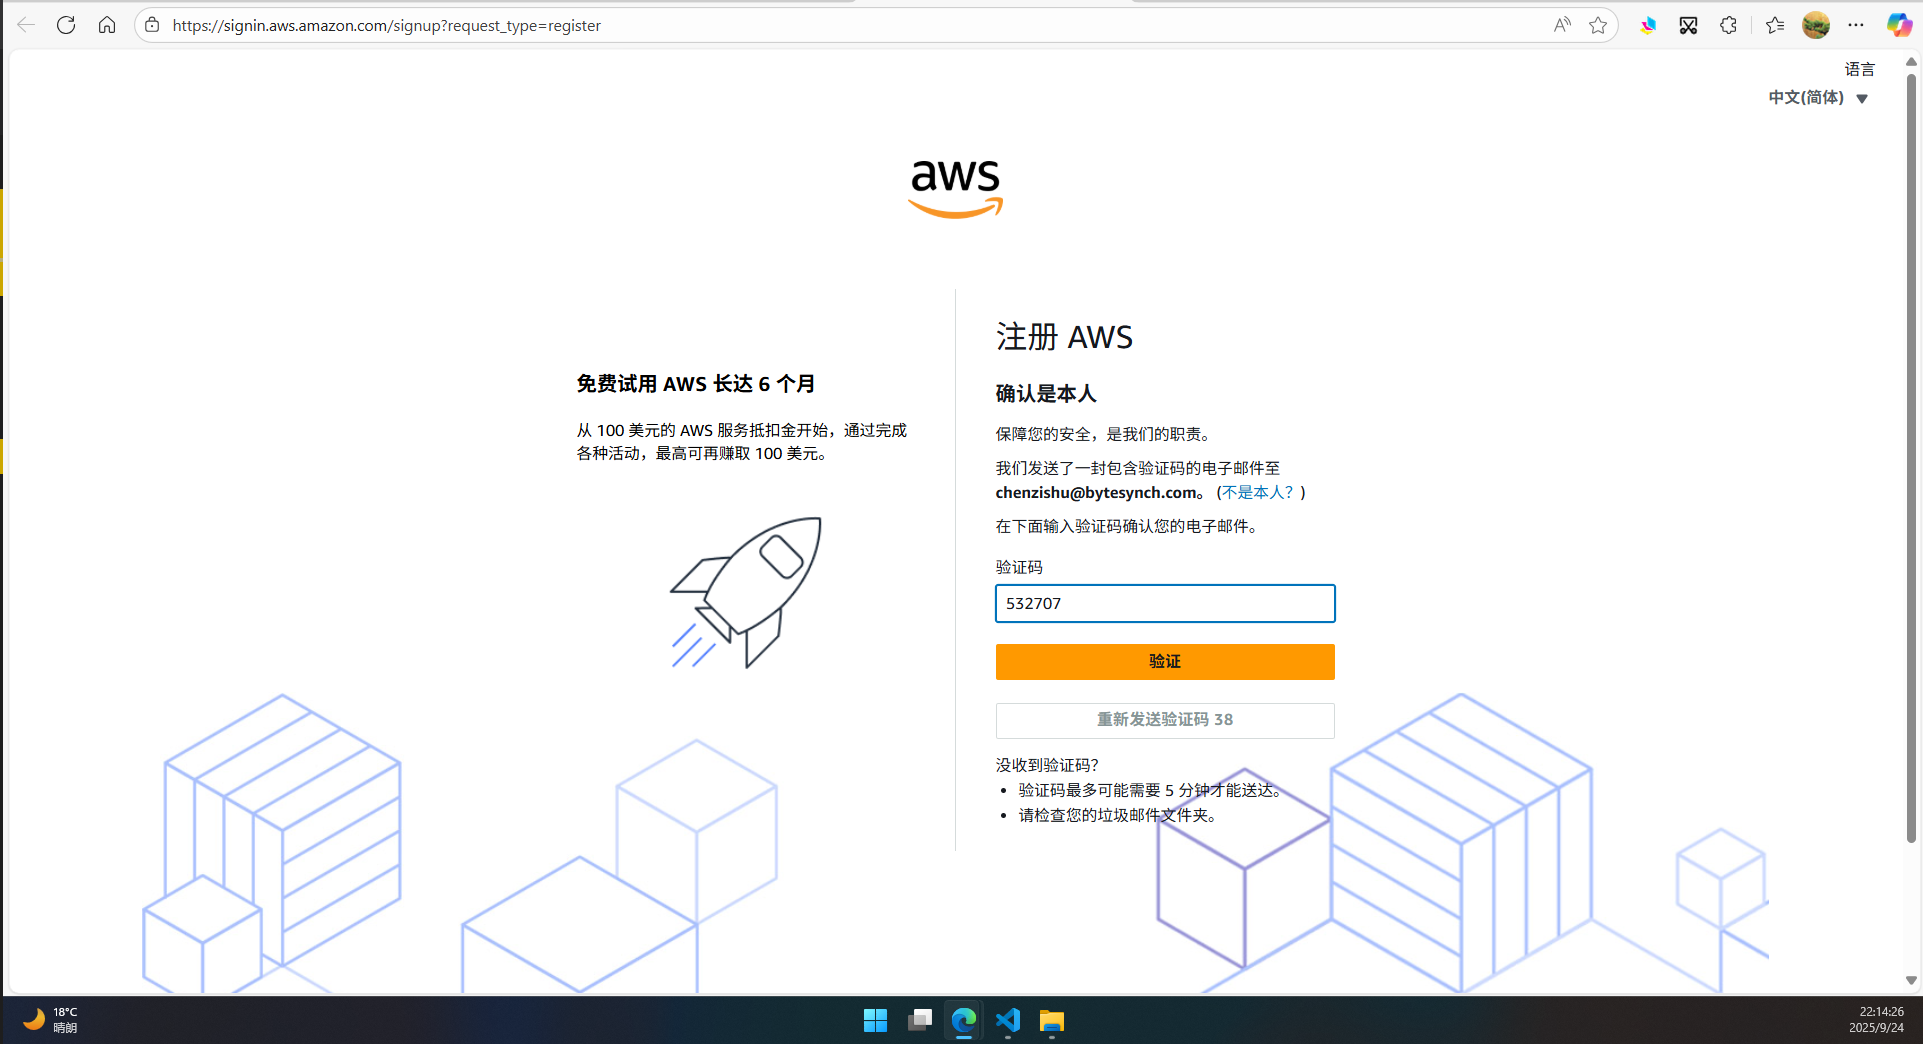 https://signin.aws.amazon.com/signup?request_type=register
语言
中文(简体)
aws
免费试用 AWS 长达 6 个月
从 100 美元的 AWS 服务抵扣金开始，通过完成
各种活动，最高可再赚取 100 美元。
注册 AWS
确认是本人
保障您的安全，是我们的职责。
我们发送了一封包含验证码的电子邮件至
chenzishu@bytesynch.com。 (不是本人？)
在下面输入验证码确认您的电子邮件。
验证码
532707
验证
重新发送验证码 38
没收到验证码？
• 验证码最多可能需要 5 分钟才能送达。
• 请检查您的垃圾邮件文件夹。
18°C
晴朗
22:14:26
2025/9/24